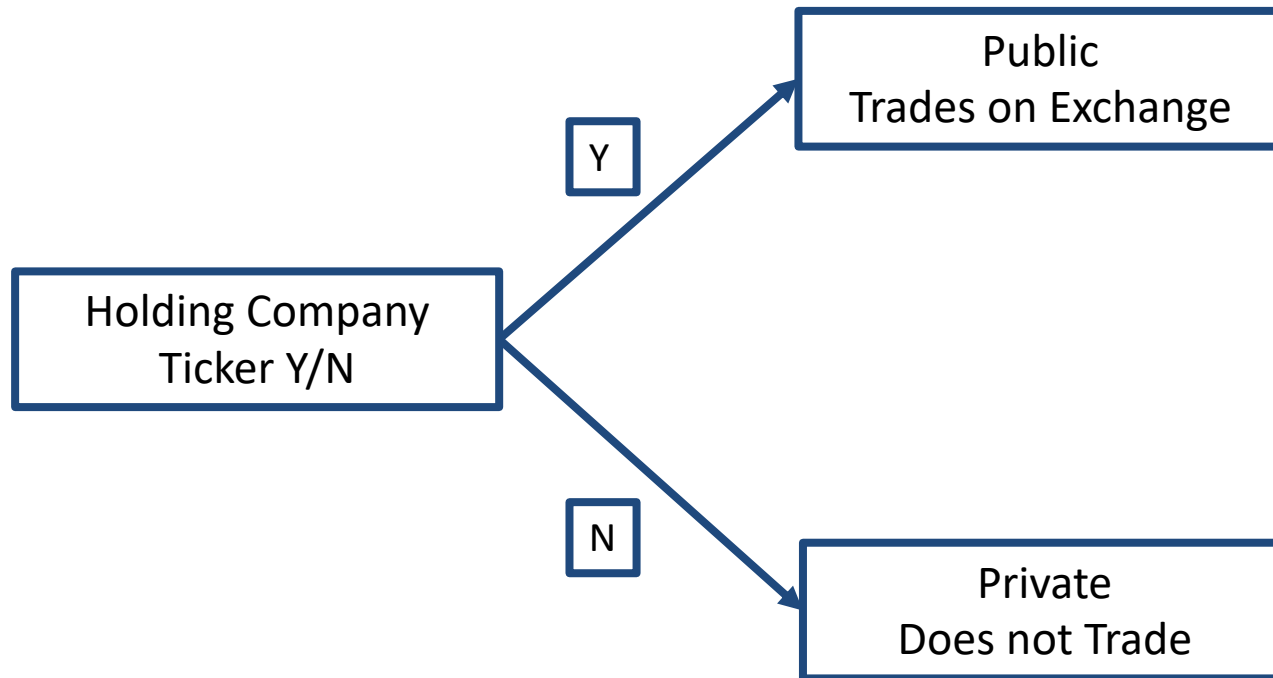 Public
Trades on Exchange
Y
Holding Company
Ticker Y/N
N
Private
Does not Trade